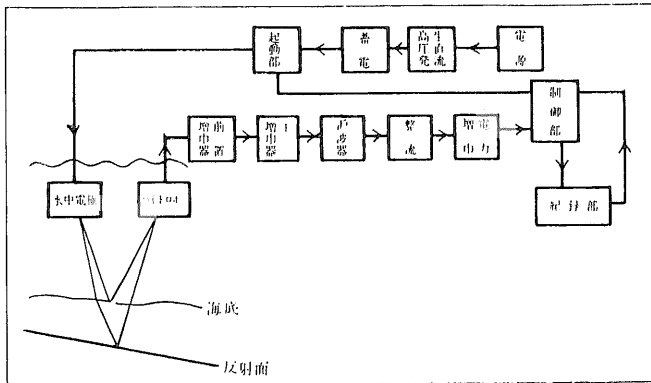 起動部
蓄電
高圧発
生直流
電源
制御部
前置
増巾器
増巾器
波器
整流
電力
増巾
記録部
水中電極
海底
反射面